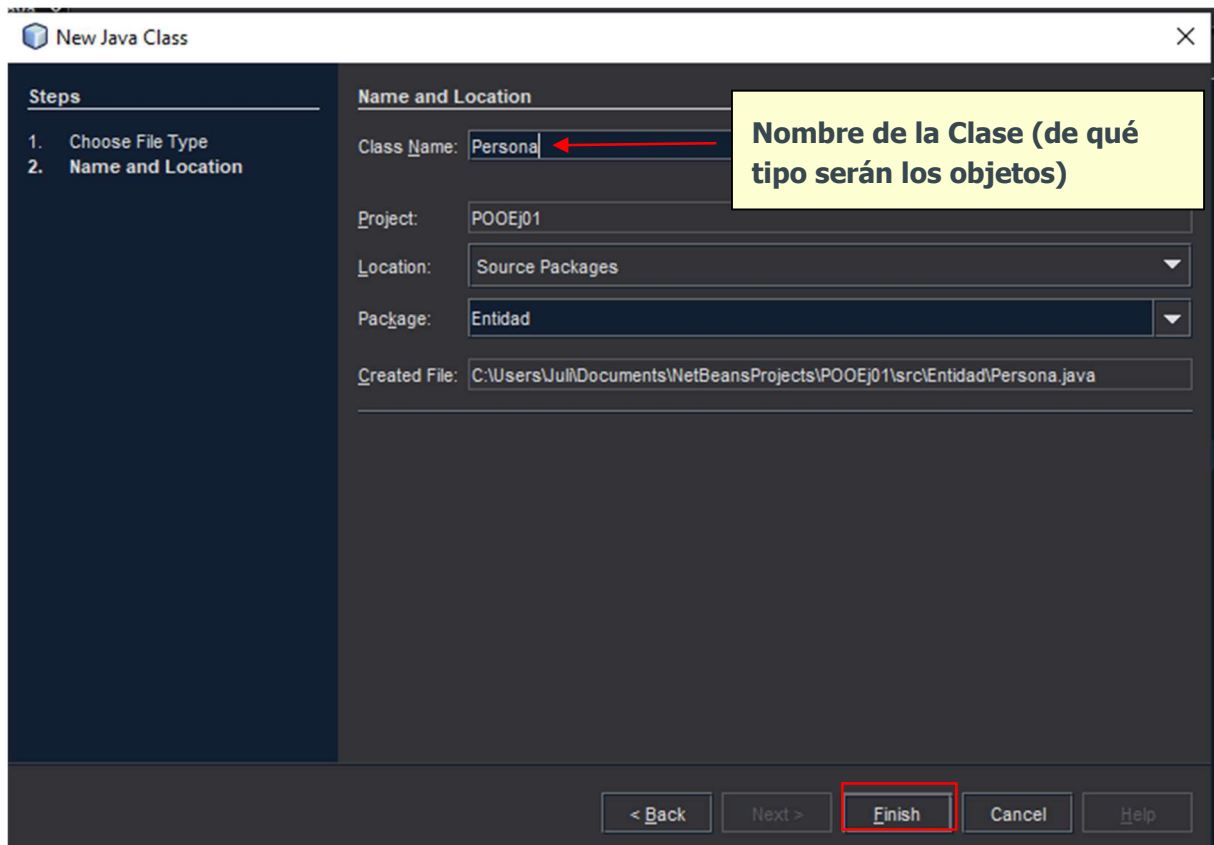 New Java Class
Steps
1. Choose File Type
2. Name and Location
Name and Location
Class Name: Persona
Nombre de la Clase (de qué
tipo serán los objetos)
Project: POOEj01
Location: Source Packages
Package: Entidad
Created File: C:\Users\Juli\Documents\NetBeansProjects\POOEj01\src\Entidad\Persona.java
< Back
Next >
Finish
Cancel
Help